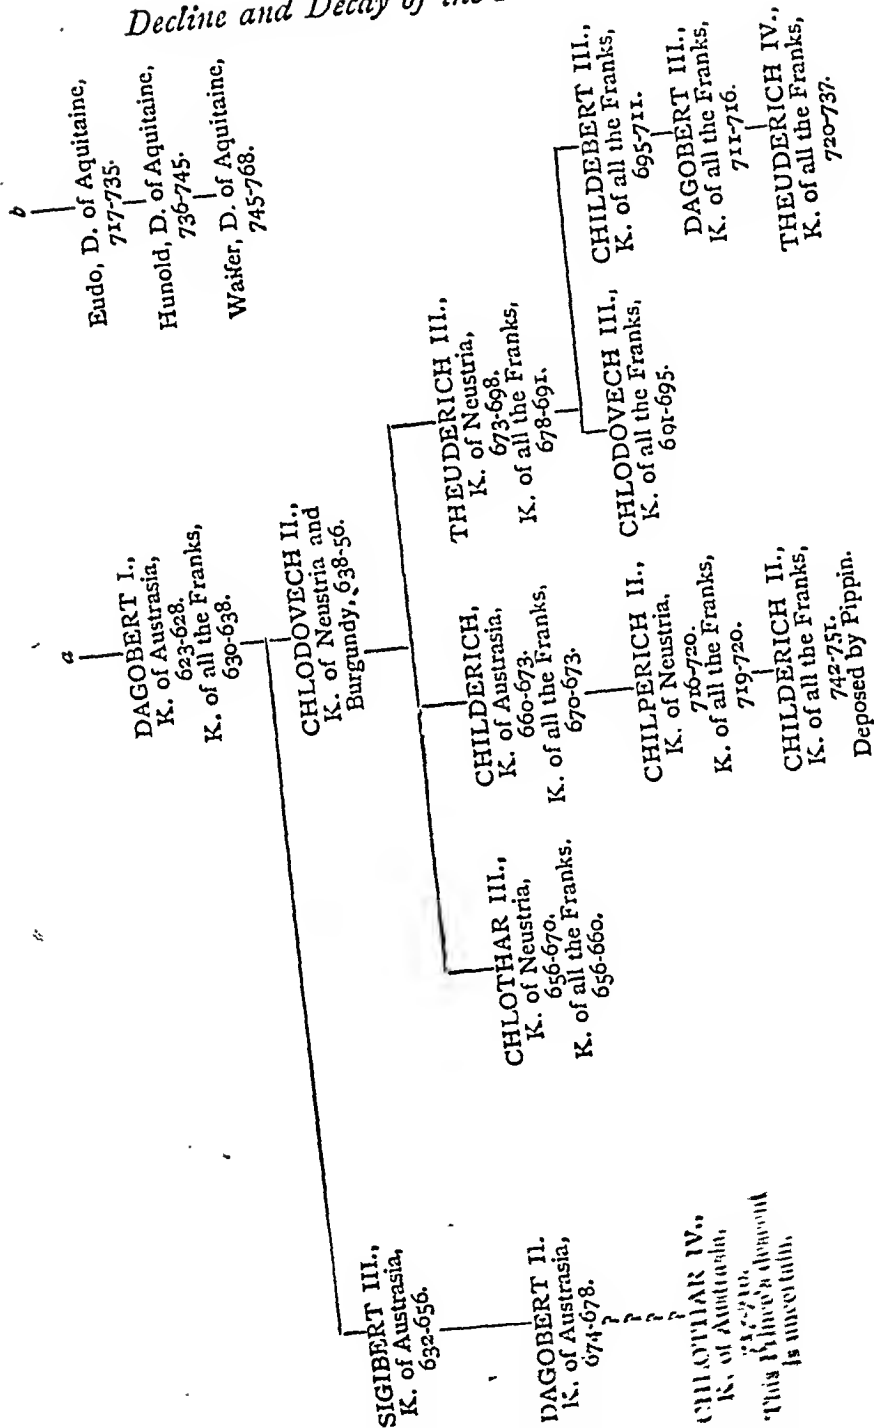 Decline and Decay of the
a
b
DAGOBERT I.,
K. of Austrasia,
623-628.
K. of all the Franks,
630-638.
Eudo, D. of Aquitaine,
717-735.
Hunold, D. of Aquitaine,
736-745.
Waifer, D. of Aquitaine,
745-768.
SIGIBERT III.,
K. of Austrasia,
632-656.
CHLODOVECH II.,
K. of Neustria and
Burgundy, 638-56.
DAGOBERT II.
K. of Austrasia,
674-678.
? ? ?
CHLOTHAR IV.,
K. of Austrasia,
This Prince's descent
is uncertain.
CHLOTHAR III.,
K. of Neustria,
656-670.
K. of all the Franks.
656-660.
CHILDERICH,
K. of Austrasia,
660-673.
K. of all the Franks,
670-673.
THEUDERICH III.,
K. of Neustria,
673-698.
K. of all the Franks,
678-691.
CHILPERICH II.,
K. of Neustria,
716-720.
K. of all the Franks,
719-720.
CHILDERICH II.,
K. of all the Franks,
742-751.
Deposed by Pippin.
CHLODOVECH III.,
K. of all the Franks,
691-695.
CHILDEBERT III.,
K. of all the Franks,
695-711.
DAGOBERT III.,
K. of all the Franks,
711-716.
THEUDERICH IV.,
K. of all the Franks,
720-737.